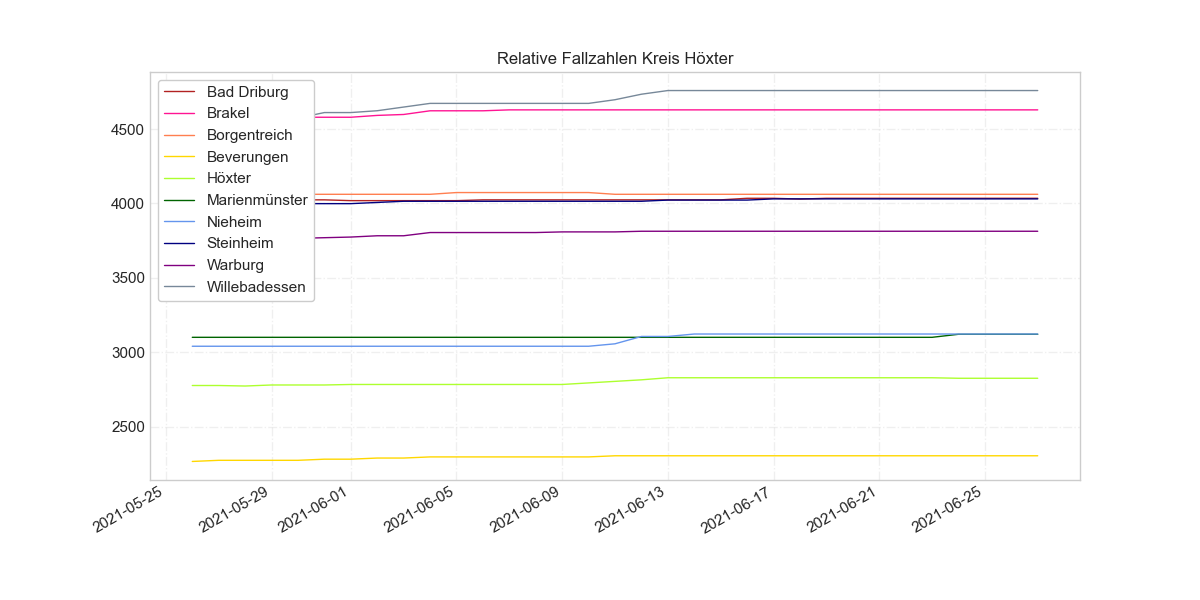 Relative Fallzahlen Kreis Höxter
Bad Driburg
Brakel
Borgentreich
Beverungen
Höxter
Marienmünster
Nieheim
Steinheim
Warburg
Willebadessen
4500
4000
3500
3000
2500
2021-05-25
2021-05-29
2021-06-01
2021-06-05
2021-06-09
2021-06-13
2021-06-17
2021-06-21
2021-06-25